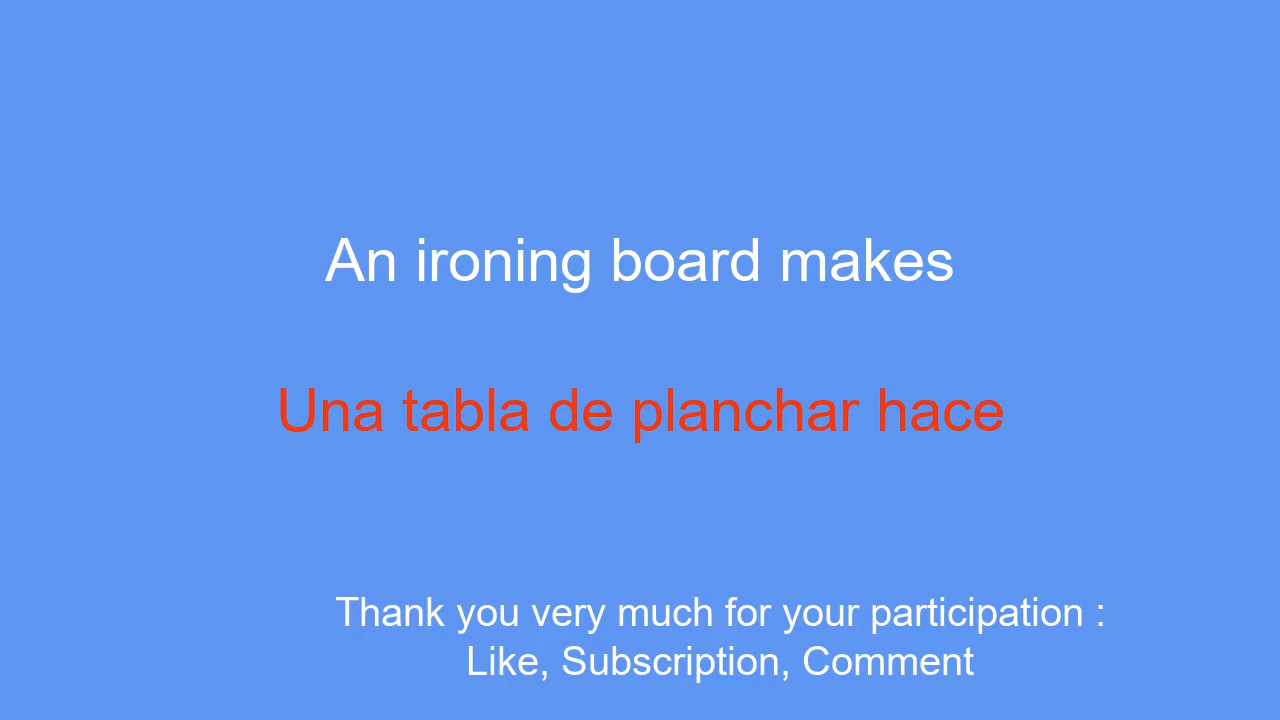 An ironing board makes
Una tabla de planchar hace
Thank you very much for your participation :
Like, Subscription, Comment